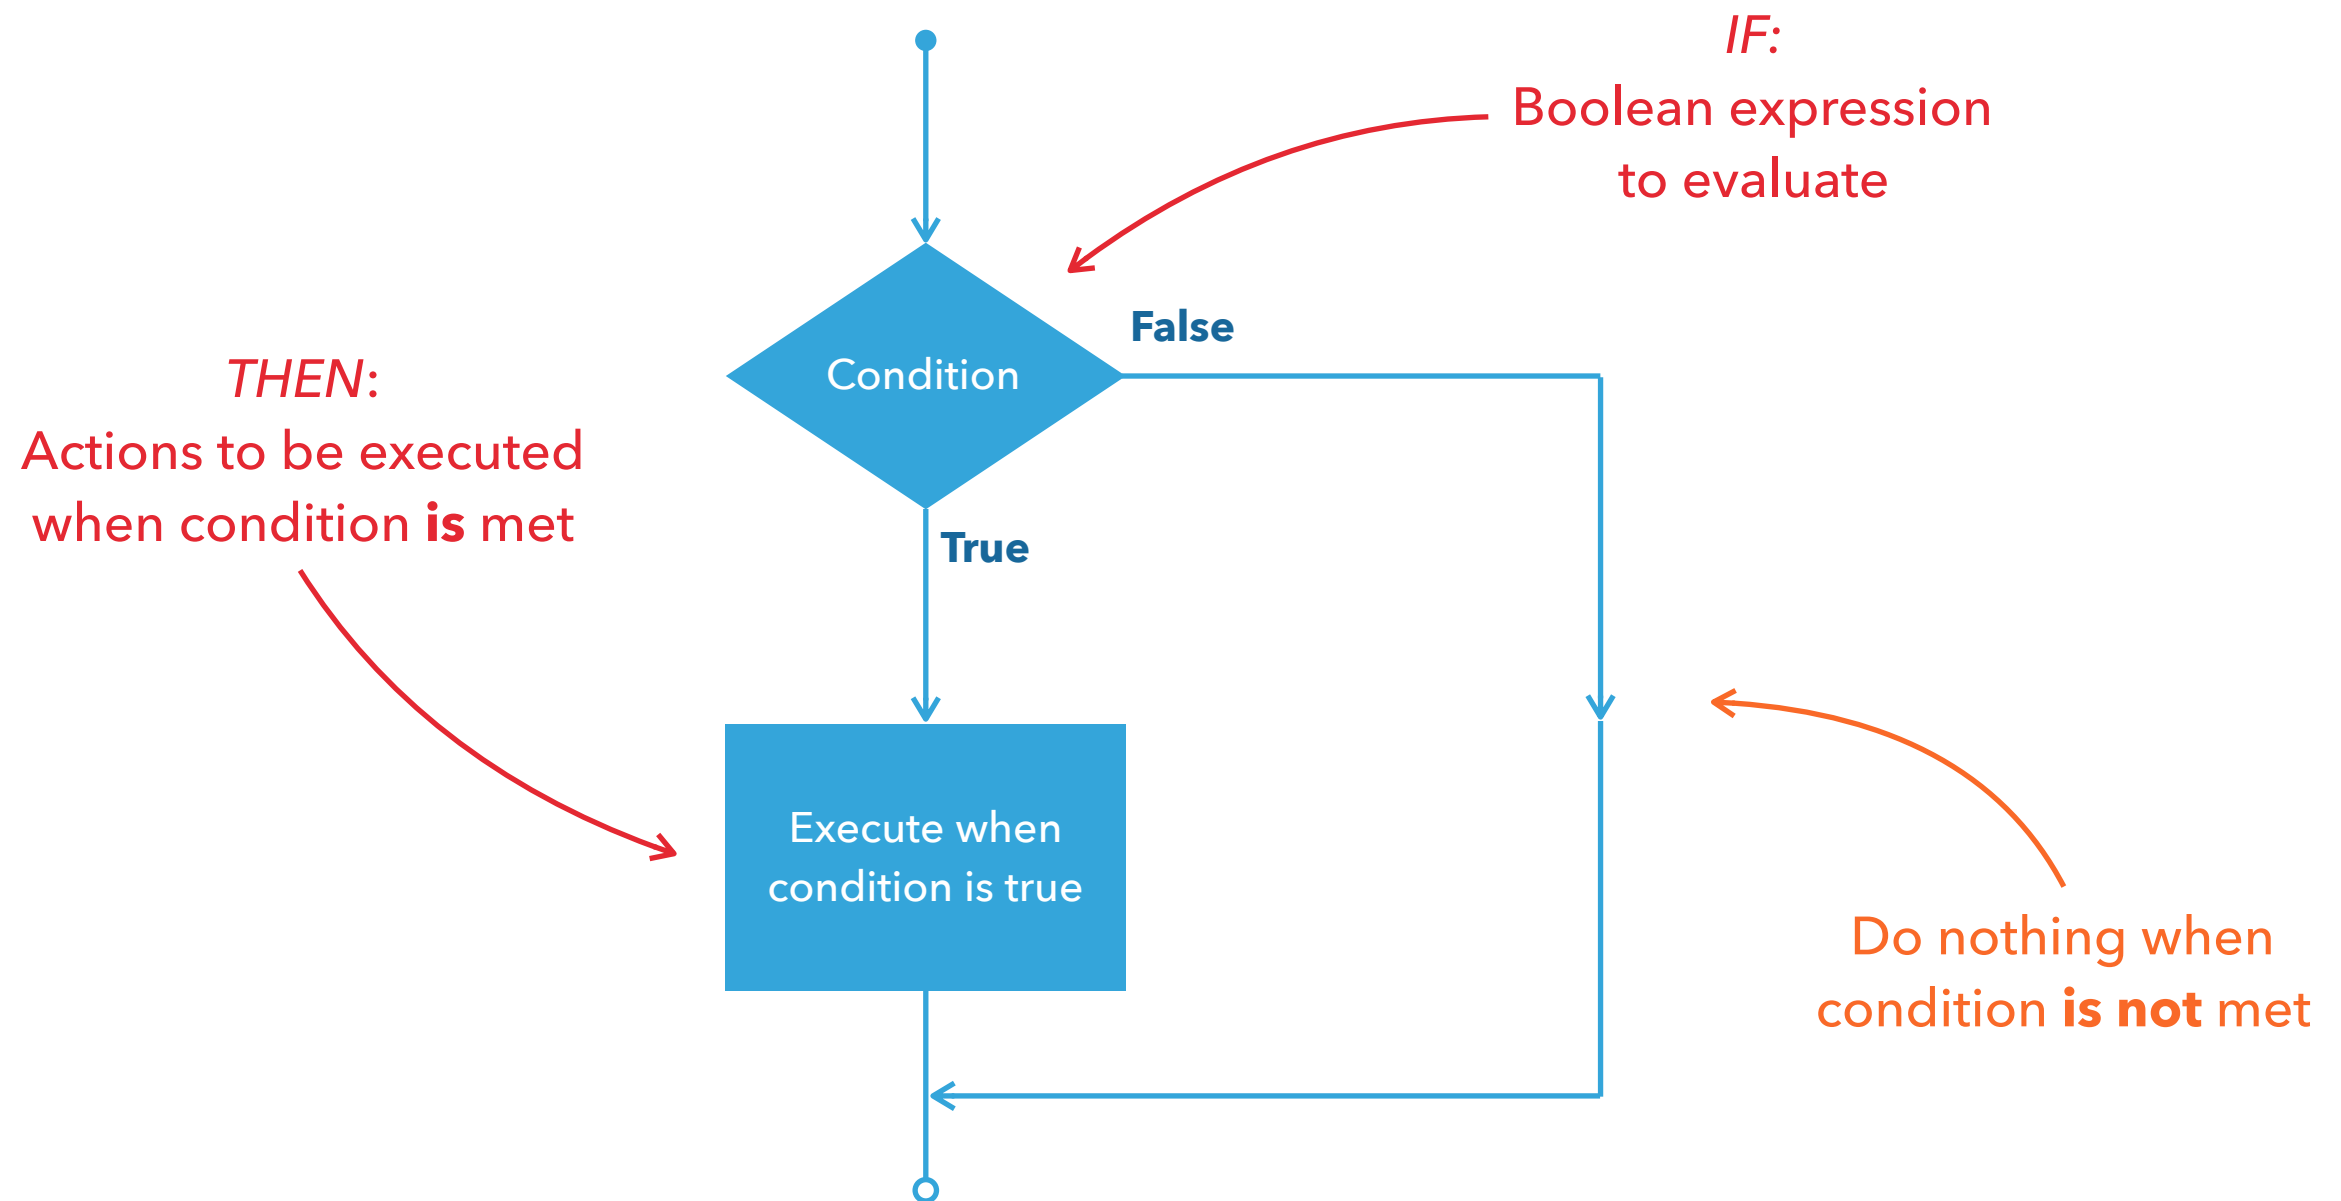 IF:
Boolean expression
to evaluate
False
Condition
THEN:
Actions to be executed
when condition is met
True
Execute when
condition is true
Do nothing when
condition is not met